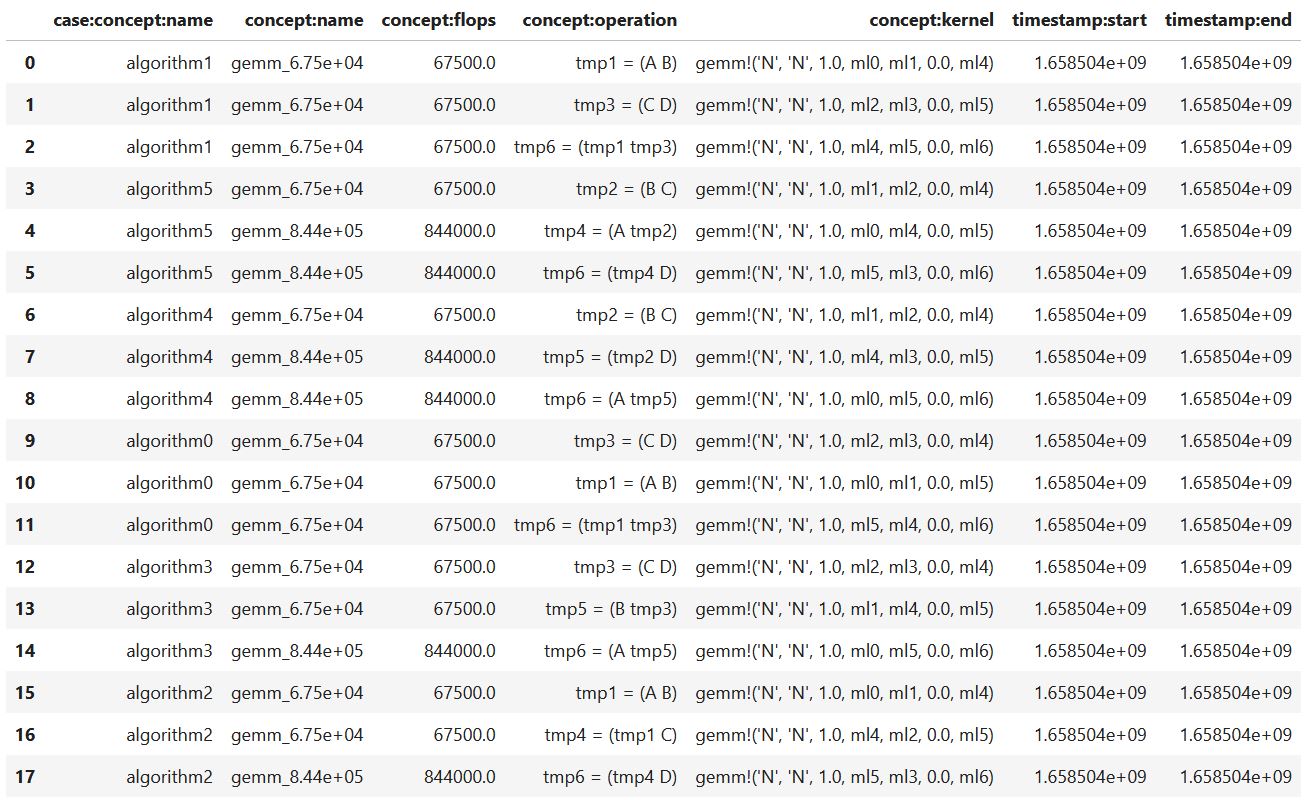 case:concept:name concept:name concept:flops concept:operation concept:kernel timestamp:start timestamp:end
0 algorithm1 gemm_6.75e+04 67500.0 tmp1 = (A B) gemm!('N', 'N', 1.0, ml0, ml1, 0.0, ml4) 1.658504e+09 1.658504e+09
1 algorithm1 gemm_6.75e+04 67500.0 tmp3 = (C D) gemm!('N', 'N', 1.0, ml2, ml3, 0.0, ml5) 1.658504e+09 1.658504e+09
2 algorithm1 gemm_6.75e+04 67500.0 tmp6 = (tmp1 tmp3) gemm!('N', 'N', 1.0, ml4, ml5, 0.0, ml6) 1.658504e+09 1.658504e+09
3 algorithm5 gemm_6.75e+04 67500.0 tmp2 = (B C) gemm!('N', 'N', 1.0, ml1, ml2, 0.0, ml4) 1.658504e+09 1.658504e+09
4 algorithm5 gemm_8.44e+05 844000.0 tmp4 = (A tmp2) gemm!('N', 'N', 1.0, ml0, ml4, 0.0, ml5) 1.658504e+09 1.658504e+09
5 algorithm5 gemm_8.44e+05 844000.0 tmp6 = (tmp4 D) gemm!('N', 'N', 1.0, ml5, ml3, 0.0, ml6) 1.658504e+09 1.658504e+09
6 algorithm4 gemm_6.75e+04 67500.0 tmp2 = (B C) gemm!('N', 'N', 1.0, ml1, ml2, 0.0, ml4) 1.658504e+09 1.658504e+09
7 algorithm4 gemm_8.44e+05 844000.0 tmp5 = (tmp2 D) gemm!('N', 'N', 1.0, ml4, ml3, 0.0, ml5) 1.658504e+09 1.658504e+09
8 algorithm4 gemm_8.44e+05 844000.0 tmp6 = (A tmp5) gemm!('N', 'N', 1.0, ml0, ml5, 0.0, ml6) 1.658504e+09 1.658504e+09
9 algorithm0 gemm_6.75e+04 67500.0 tmp3 = (C D) gemm!('N', 'N', 1.0, ml2, ml3, 0.0, ml4) 1.658504e+09 1.658504e+09
10 algorithm0 gemm_6.75e+04 67500.0 tmp1 = (A B) gemm!('N', 'N', 1.0, ml0, ml1, 0.0, ml5) 1.658504e+09 1.658504e+09
11 algorithm0 gemm_6.75e+04 67500.0 tmp6 = (tmp1 tmp3) gemm!('N', 'N', 1.0, ml5, ml4, 0.0, ml6) 1.658504e+09 1.658504e+09
12 algorithm3 gemm_6.75e+04 67500.0 tmp3 = (C D) gemm!('N', 'N', 1.0, ml2, ml3, 0.0, ml4) 1.658504e+09 1.658504e+09
13 algorithm3 gemm_6.75e+04 67500.0 tmp5 = (B tmp3) gemm!('N', 'N', 1.0, ml1, ml4, 0.0, ml5) 1.658504e+09 1.658504e+09
14 algorithm3 gemm_8.44e+05 844000.0 tmp6 = (A tmp5) gemm!('N', 'N', 1.0, ml0, ml5, 0.0, ml6) 1.658504e+09 1.658504e+09
15 algorithm2 gemm_6.75e+04 67500.0 tmp1 = (A B) gemm!('N', 'N', 1.0, ml0, ml1, 0.0, ml4) 1.658504e+09 1.658504e+09
16 algorithm2 gemm_6.75e+04 67500.0 tmp4 = (tmp1 C) gemm!('N', 'N', 1.0, ml4, ml2, 0.0, ml5) 1.658504e+09 1.658504e+09
17 algorithm2 gemm_8.44e+05 844000.0 tmp6 = (tmp4 D) gemm!('N', 'N', 1.0, ml5, ml3, 0.0, ml6) 1.658504e+09 1.658504e+09